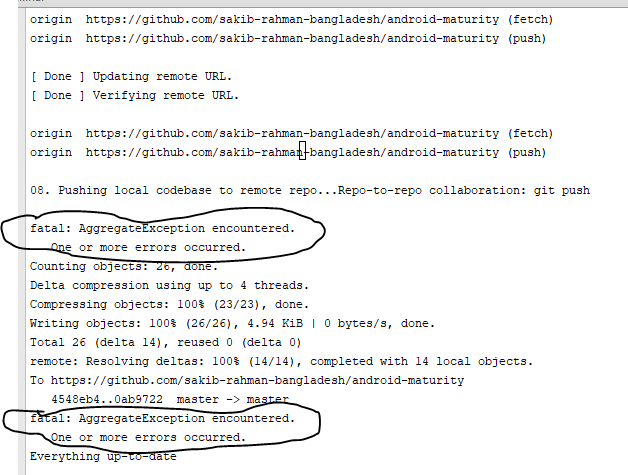 origin  https://github.com/sakib-rahman-bangladesh/android-maturity (fetch)
origin  https://github.com/sakib-rahman-bangladesh/android-maturity (push)
[ Done ] Updating remote URL.
[ Done ] Verifying remote URL.
origin  https://github.com/sakib-rahman-bangladesh/android-maturity (fetch)
origin  https://github.com/sakib-rahman-bangladesh/android-maturity (push)
08. Pushing local codebase to remote repo...Repo-to-repo collaboration: git push
fatal: AggregateException encountered.
   One or more errors occurred.
Counting objects: 26, done.
Delta compression using up to 4 threads.
Compressing objects: 100% (23/23), done.
Writing objects: 100% (26/26), 4.94 KiB | 0 bytes/s, done.
Total 26 (delta 14), reused 0 (delta 0)
remote: Resolving deltas: 100% (14/14), completed with 14 local objects.
To https://github.com/sakib-rahman-bangladesh/android-maturity
   4548eb4..0ab9722  master -> master
fatal: AggregateException encountered.
   One or more errors occurred.
Everything up-to-date